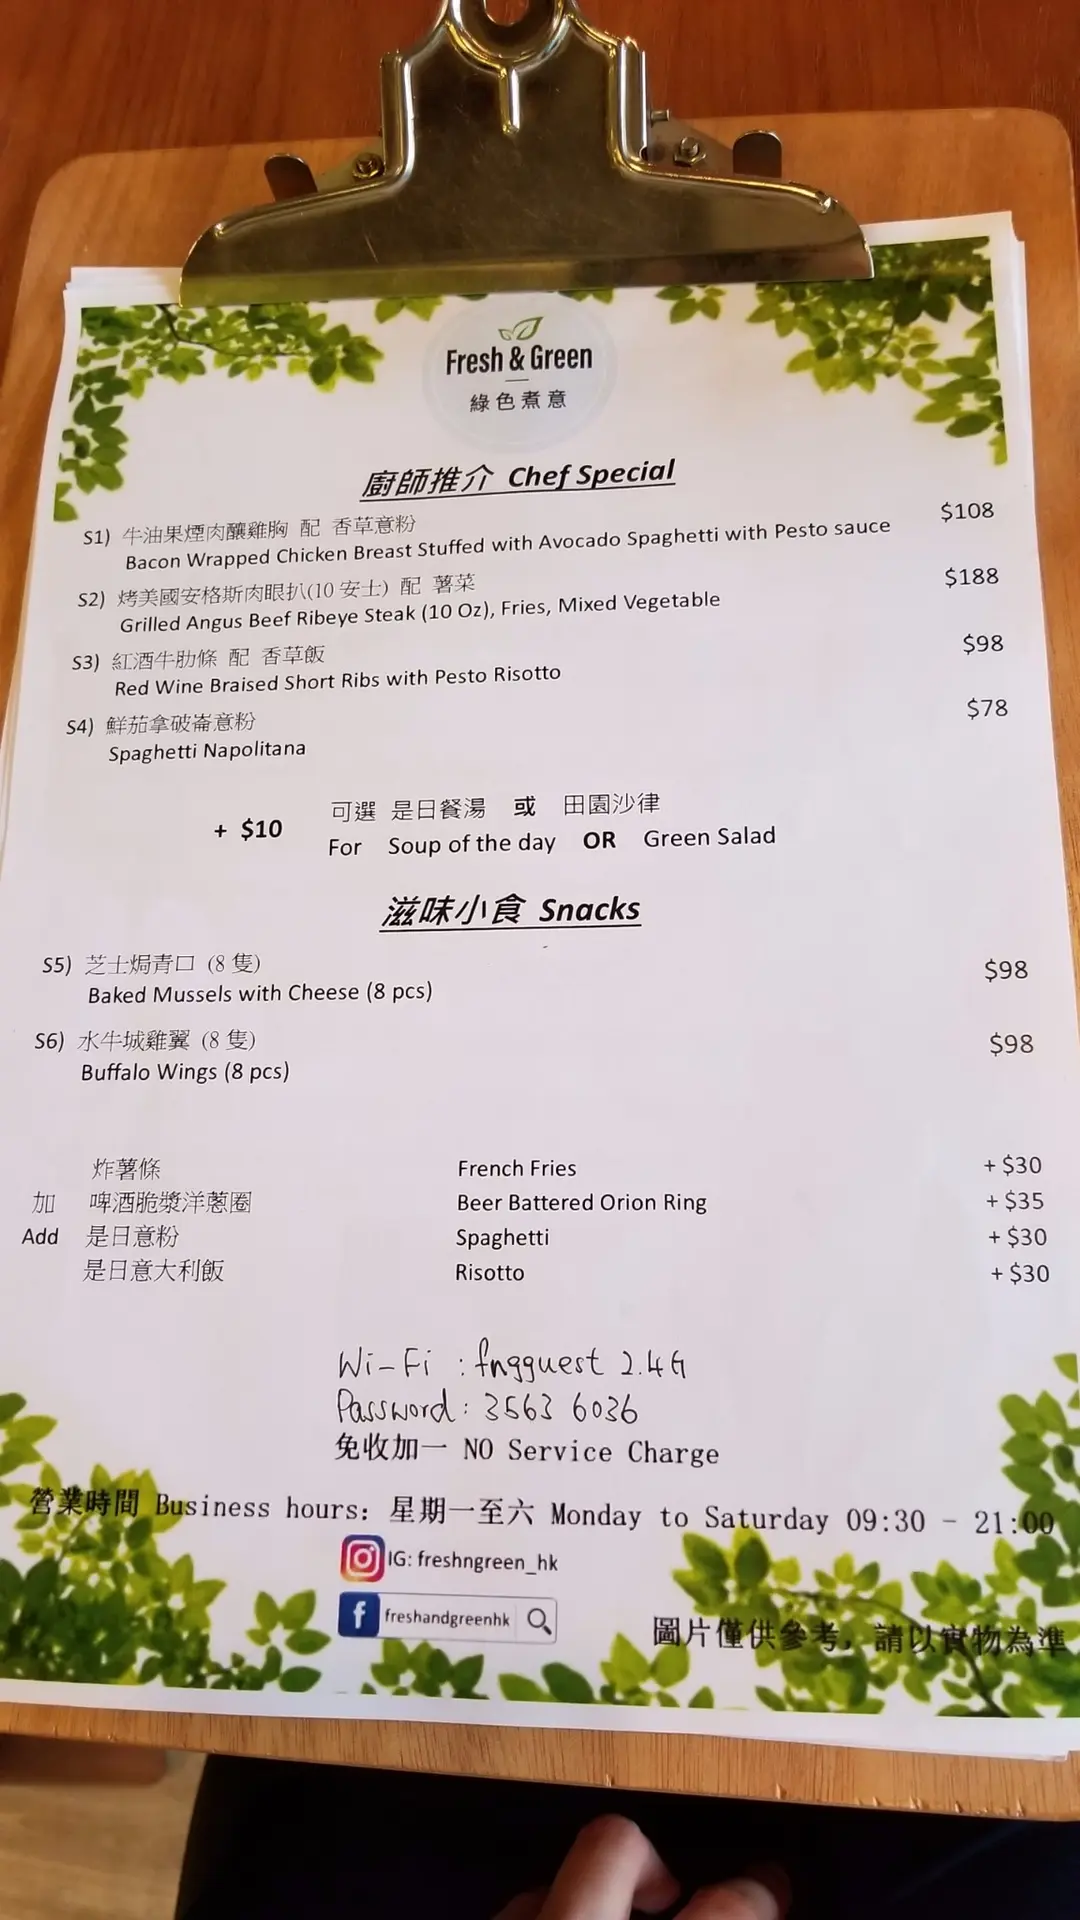 Fresh & Green
綠色煮意
廚師推介 Chef Special
S1) 牛油果煙肉釀雞胸 配 香草意粉 $108
Bacon Wrapped Chicken Breast Stuffed with Avocado Spaghetti with Pesto sauce
S2) 烤美國安格斯肉眼扒(10 安士) 配 薯菜 $188
Grilled Angus Beef Ribeye Steak (10 Oz), Fries, Mixed Vegetable
S3) 紅酒牛肋條 配 香草飯 $98
Red Wine Braised Short Ribs with Pesto Risotto
S4) 鮮茄拿破崙意粉 $78
Spaghetti Napolitana
+ $10 可選 是日餐湯 或 田園沙律
For Soup of the day OR Green Salad
滋味小食 Snacks
S5) 芝士焗青口 (8 隻) $98
Baked Mussels with Cheese (8 pcs)
S6) 水牛城雞翼 (8 隻) $98
Buffalo Wings (8 pcs)
炸薯條 French Fries + $30
加 啤酒脆漿洋蔥圈 Beer Battered Orion Ring + $35
Add 是日意粉 Spaghetti + $30
是日意大利飯 Risotto + $30
Wi-Fi : fngguest 2.4G
Password: 3563 6036
免收加一 NO Service Charge
營業時間 Business hours: 星期一至六 Monday to Saturday 09:30 - 21:00
IG: freshngreen_hk
f freshandgreenhk
圖片僅供參考，請以實物為準